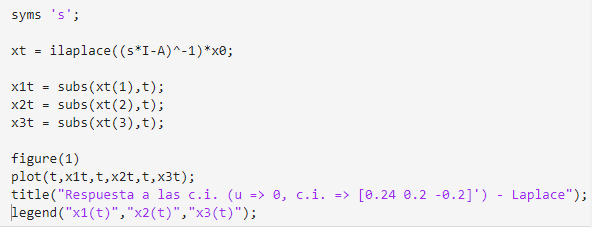 syms 's';
xt = ilaplace((s*I-A)^-1)*x0;
x1t = subs(xt(1),t);
x2t = subs(xt(2),t);
x3t = subs(xt(3),t);
figure(1)
plot(t,x1t,t,x2t,t,x3t);
title("Respuesta a las c.i. (u => 0, c.i. => [0.24 0.2 -0.2]') - Laplace");
legend("x1(t)","x2(t)","x3(t)");